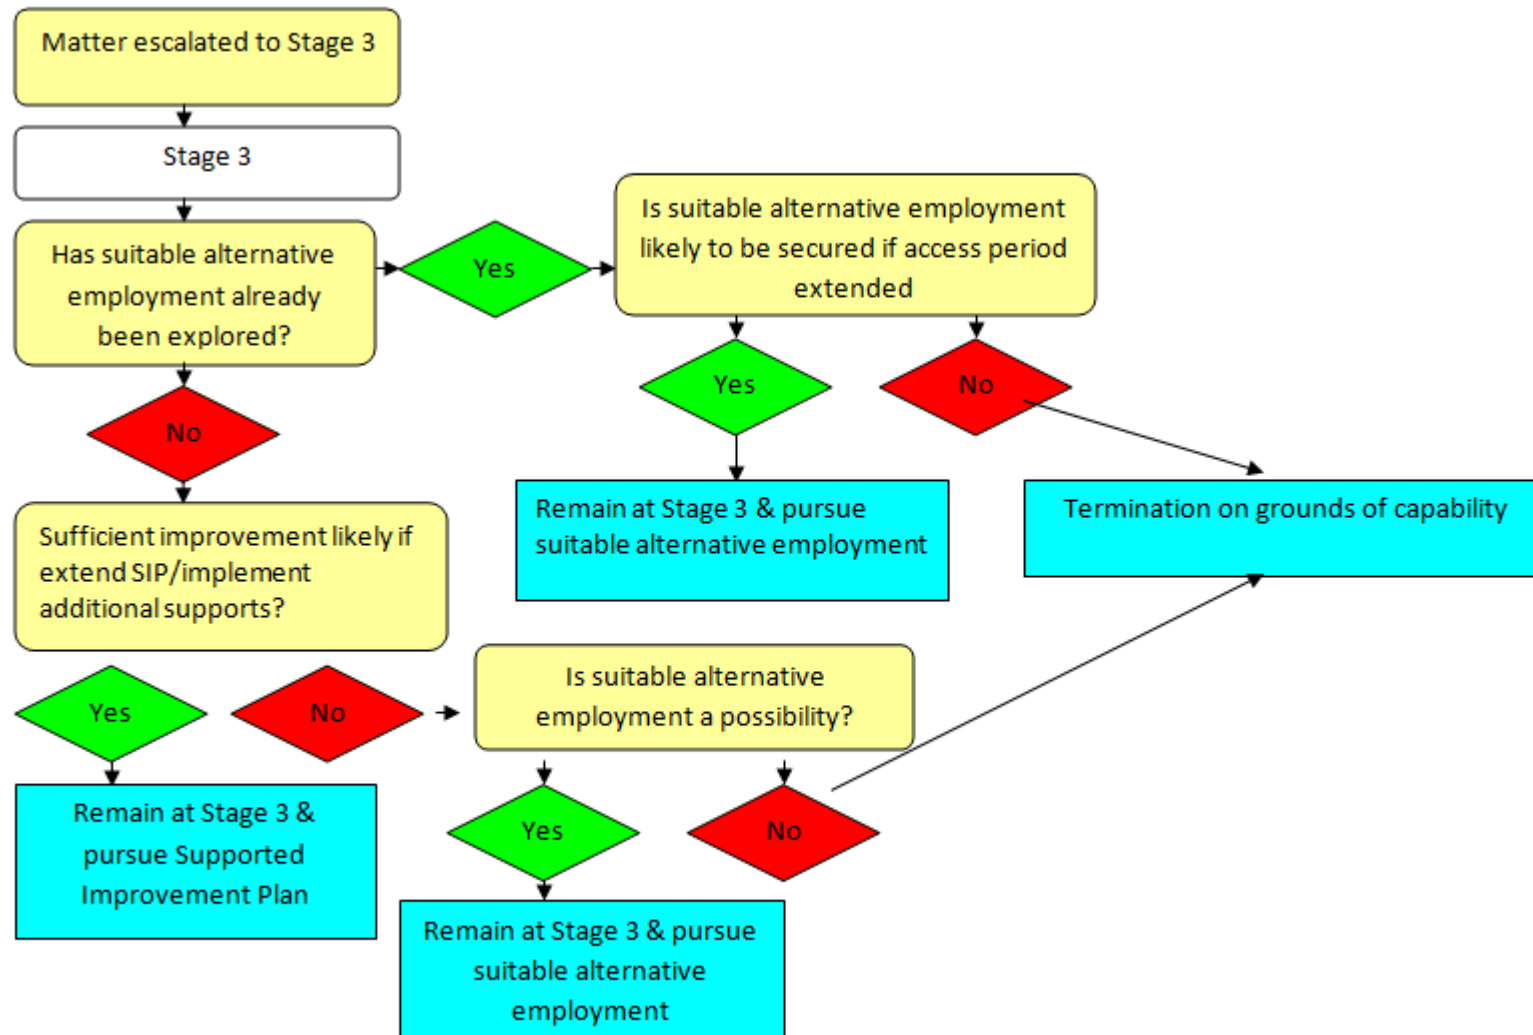 Matter escalated to Stage 3
Stage 3
Has suitable alternative
employment already
been explored?
Yes
Is suitable alternative employment
likely to be secured if access period
extended
Yes
No
No
Remain at Stage 3 & pursue
suitable alternative employment
Termination on grounds of capability
Sufficient improvement likely if
extend SIP/implement
additional supports?
Yes
No
Is suitable alternative
employment a possibility?
Remain at Stage 3 &
pursue Supported
Improvement Plan
Yes
No
Remain at Stage 3 & pursue
suitable alternative
employment